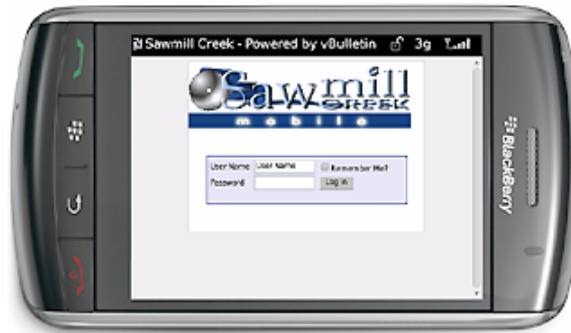 Sawmill Creek - Powered by vBulletin 3g
Sawmill
CREEK
mobile
User Name User Name Remember Me?
Password Log in
BlackBerry